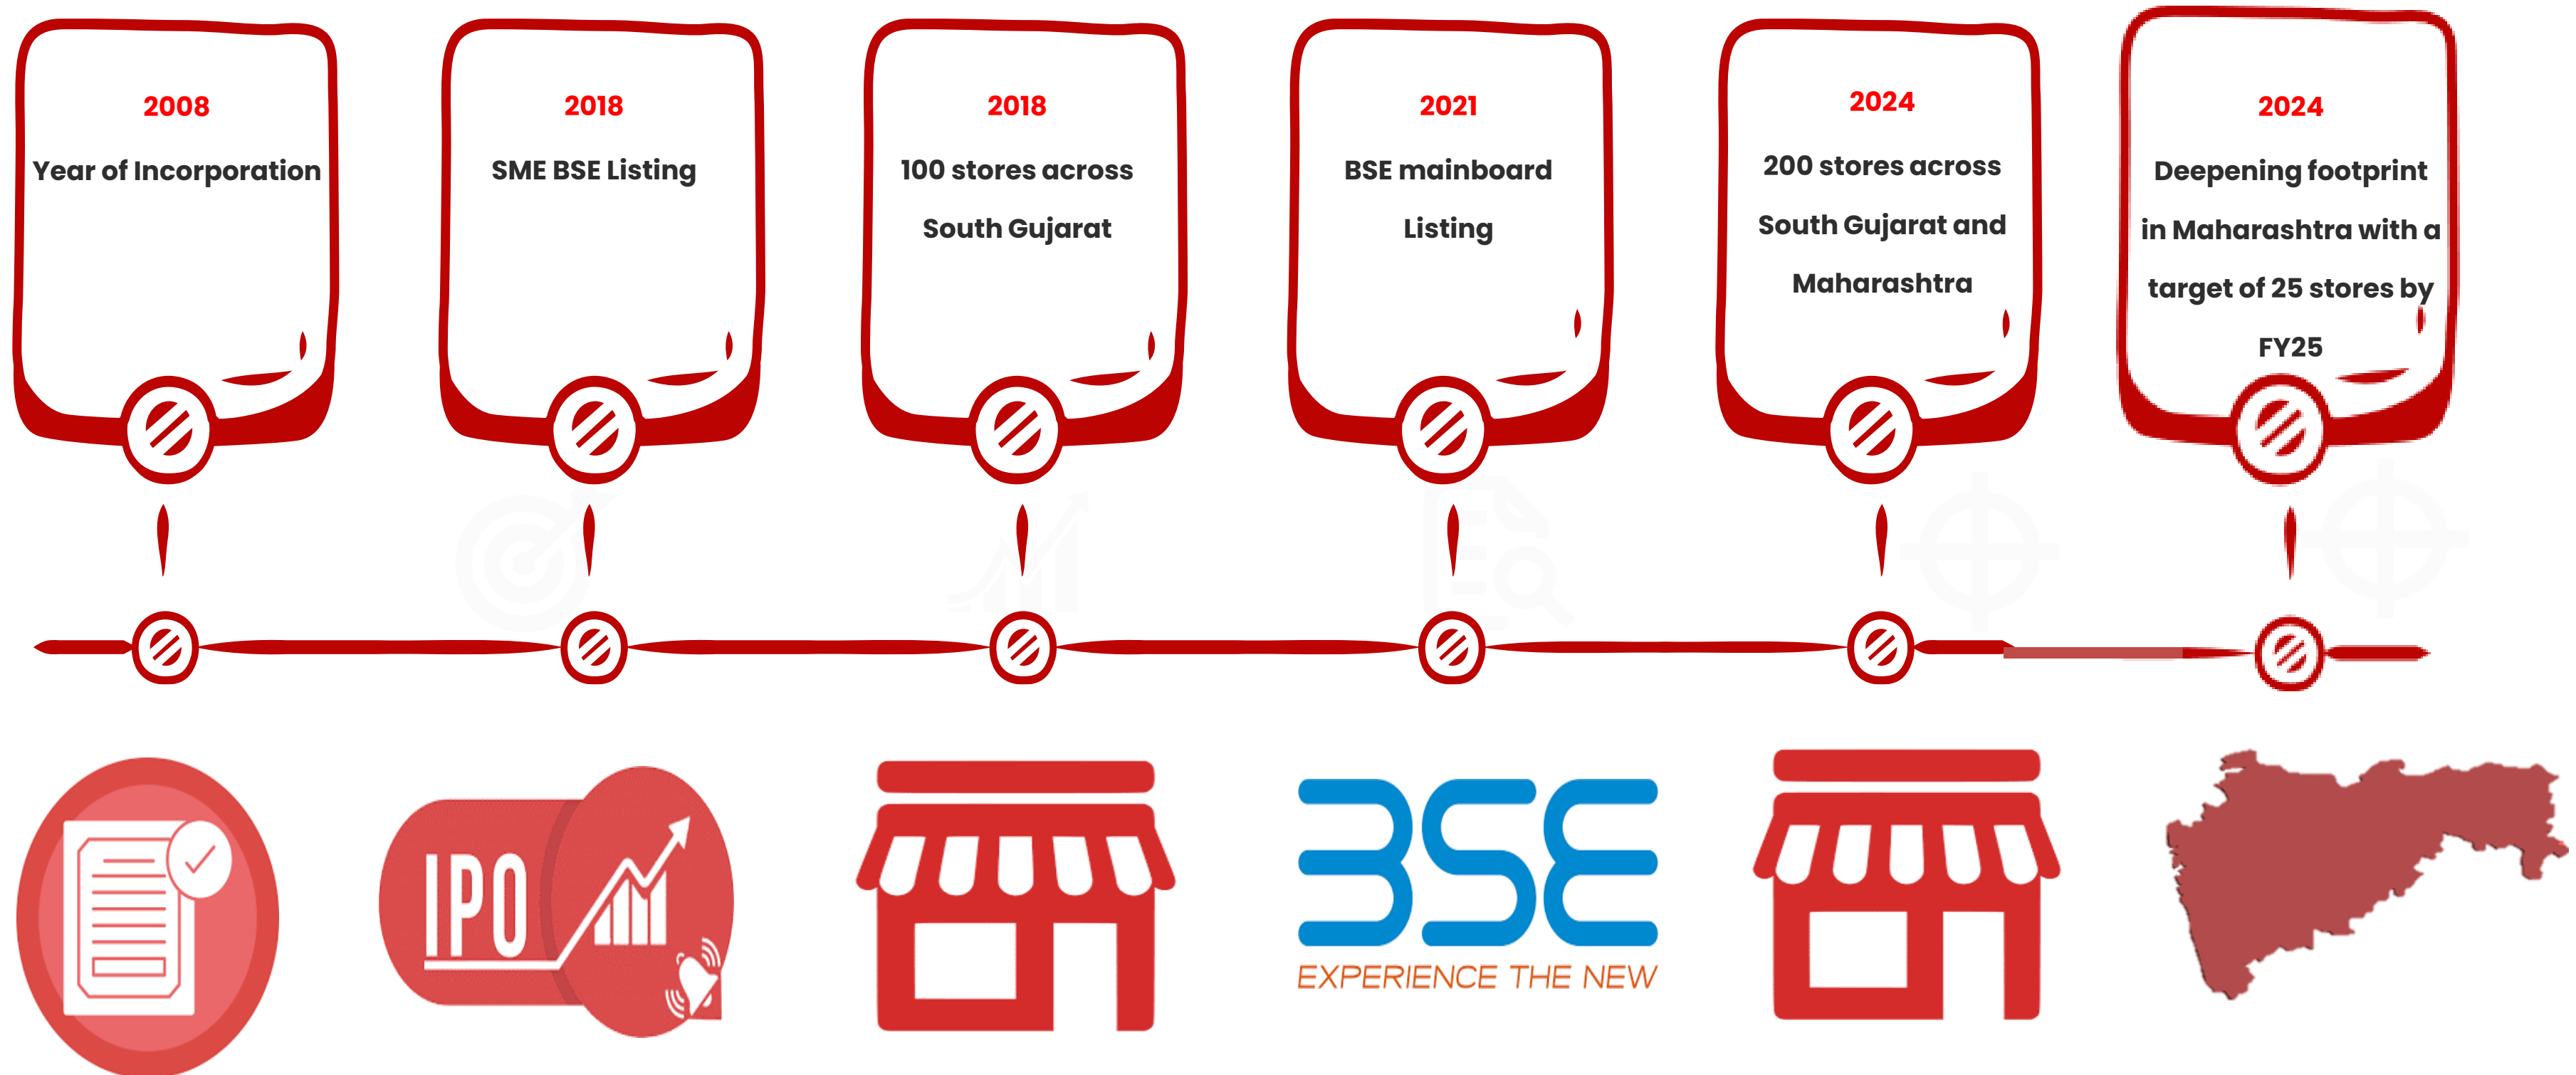 2008
Year of Incorporation
2018
SME BSE Listing
2018
100 stores across
South Gujarat
2021
BSE mainboard
Listing
2024
200 stores across
South Gujarat and
Maharashtra
2024
Deepening footprint
in Maharashtra with a
target of 25 stores by
FY25
IPO
BSE
EXPERIENCE THE NEW